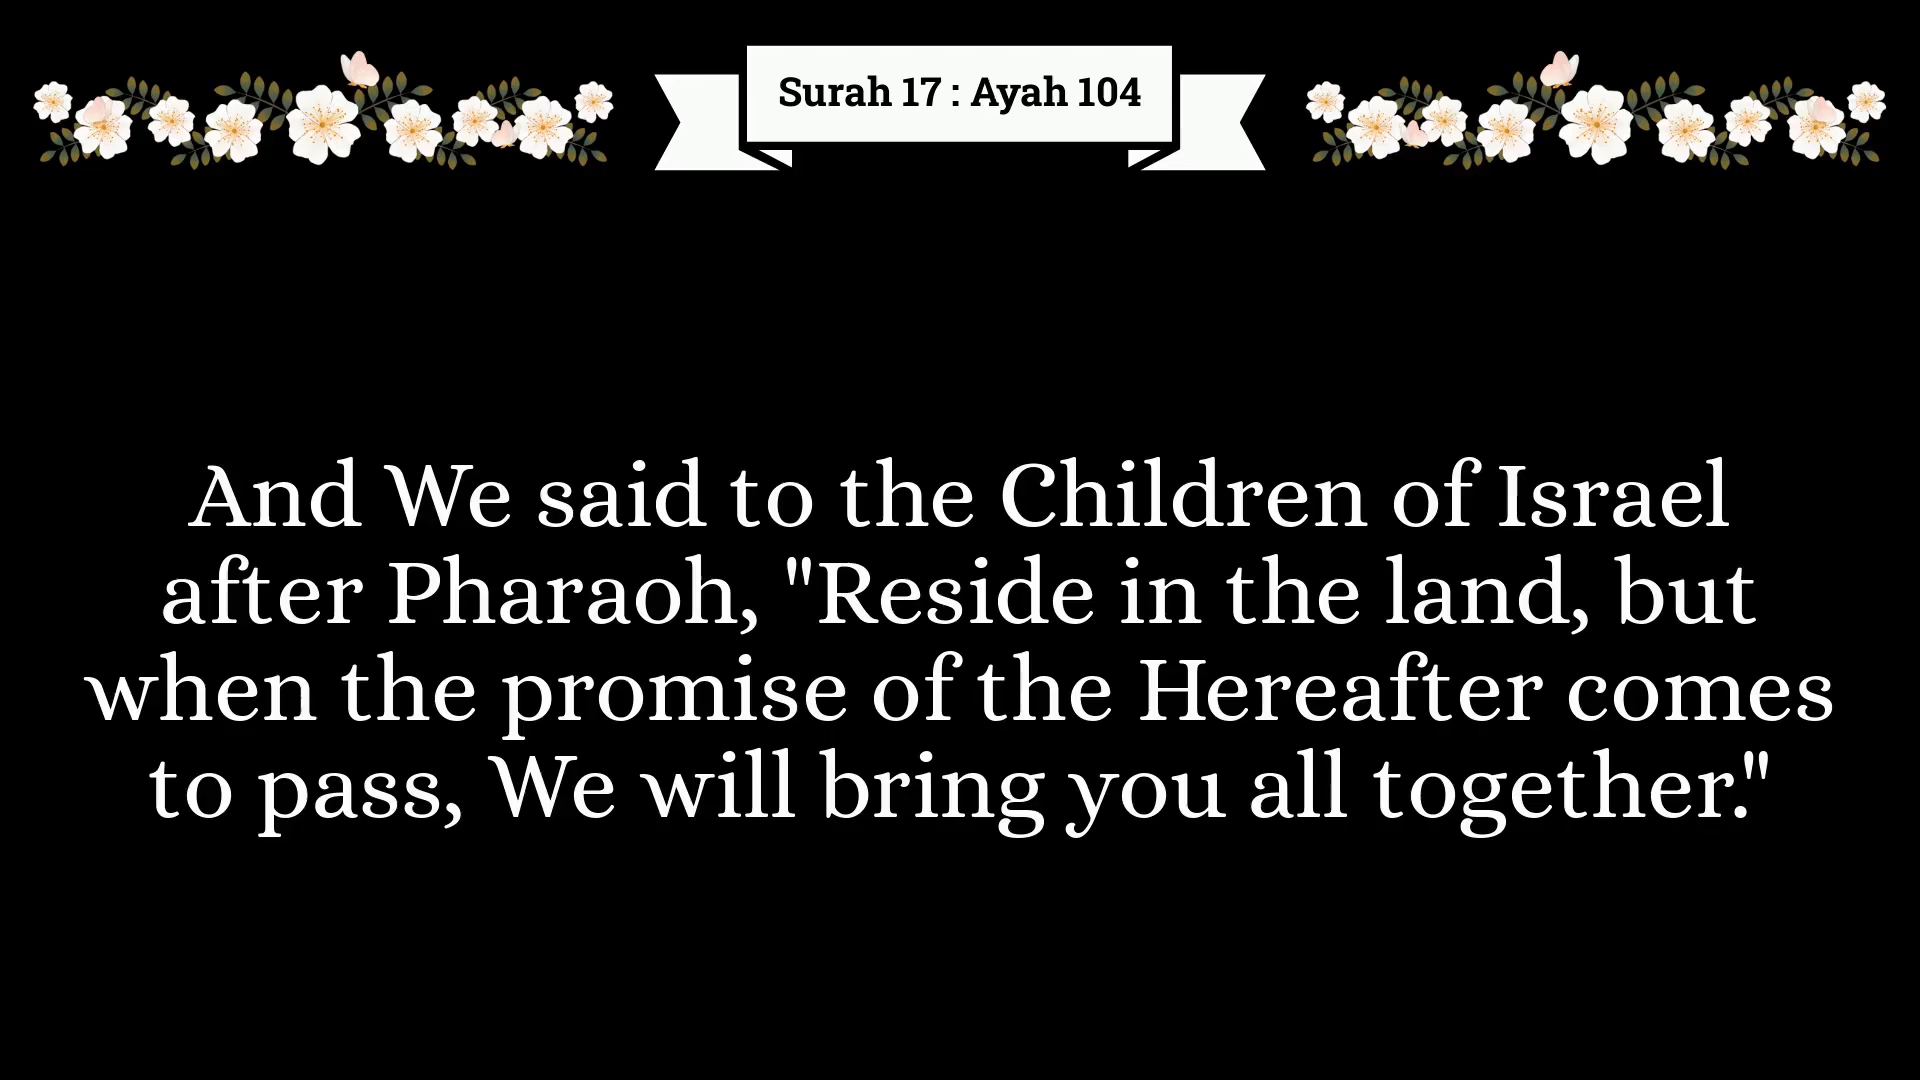 Surah 17 : Ayah 104
And We said to the Children of Israel
after Pharaoh, "Reside in the land, but
when the promise of the Hereafter comes
to pass, We will bring you all together."